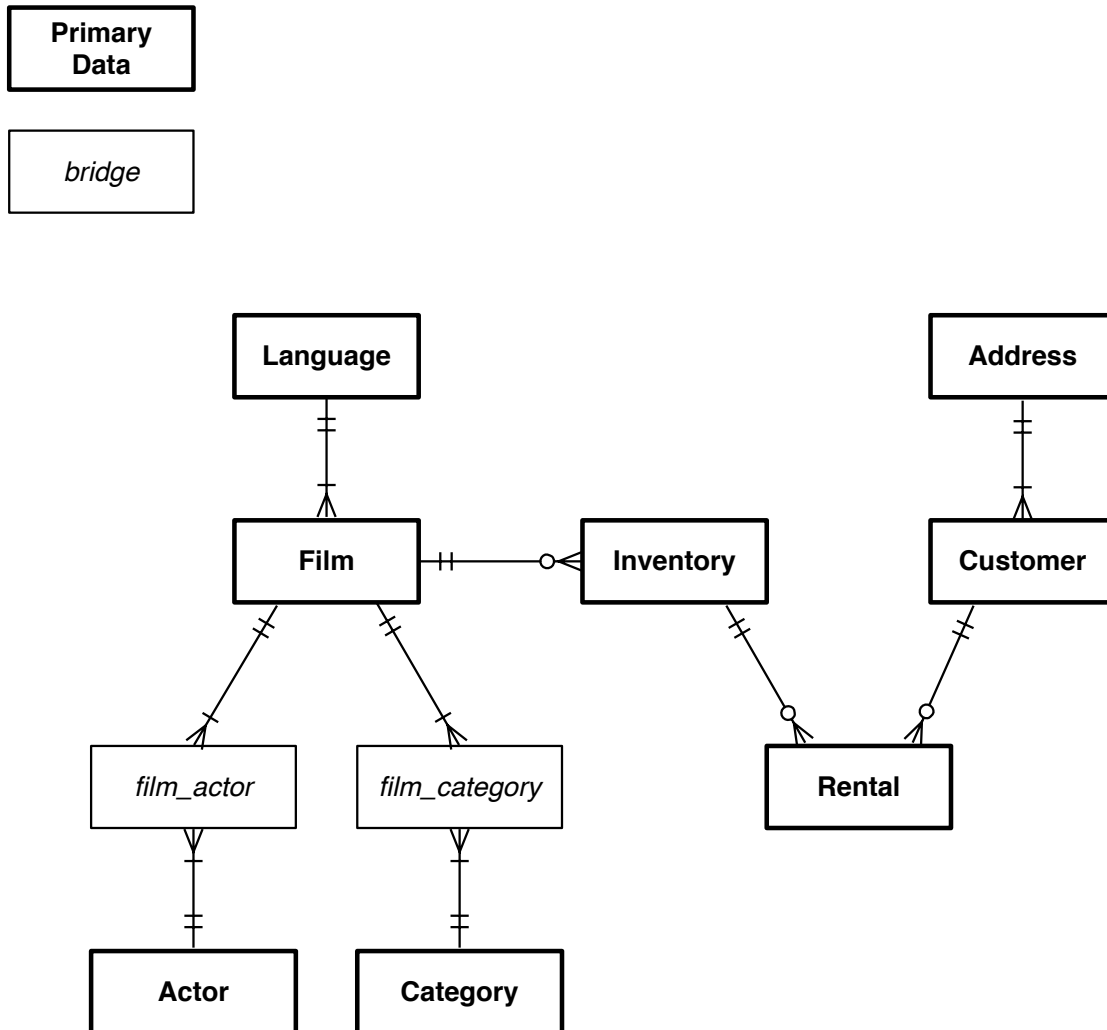 Primary
Data
bridge
Language
Address
Film
Inventory
Customer
film_actor
film_category
Rental
Actor
Category